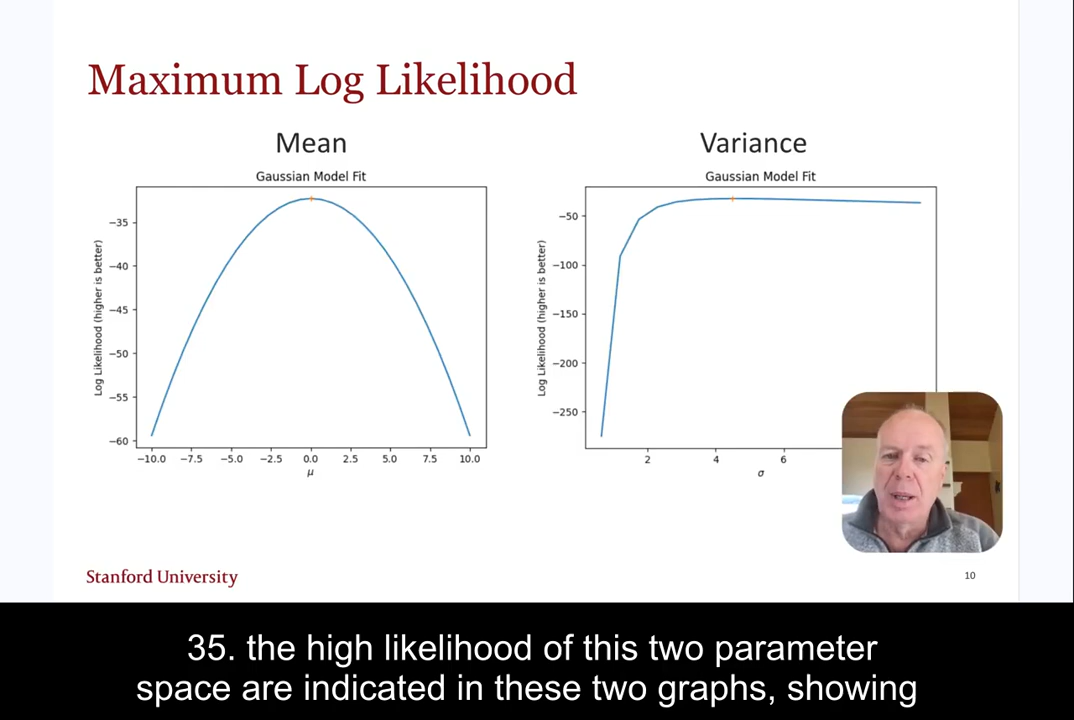 Maximum Log Likelihood
Mean
Gaussian Model Fit
Log Likelihood (higher is better)
−35
−40
−45
−50
−55
−60
−10.0 −7.5 −5.0 −2.5 0.0 2.5 5.0 7.5 10.0
μ
Variance
Gaussian Model Fit
Log Likelihood (higher is better)
−50
−100
−150
−200
−250
2 4 6
σ
Stanford University
10
35. the high likelihood of this two parameter
space are indicated in these two graphs, showing